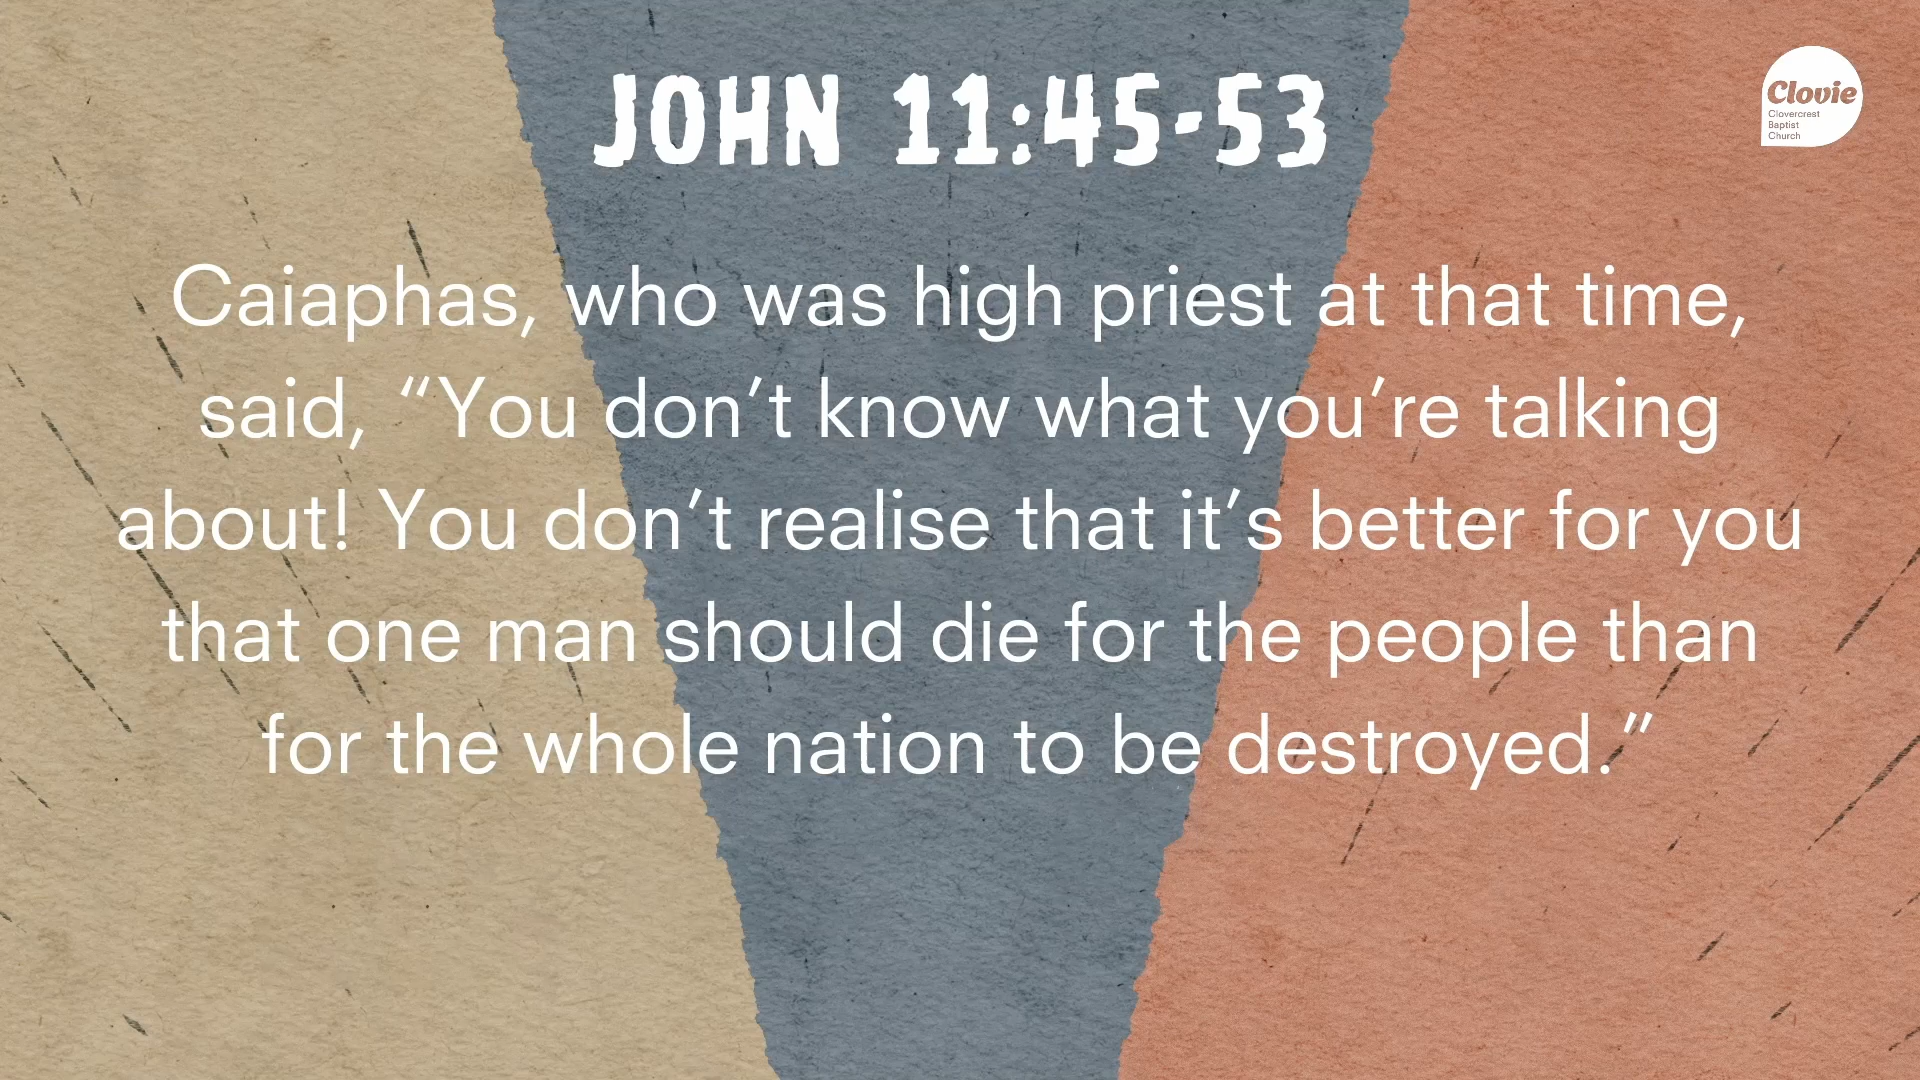 JOHN 11:45-53
Clovie
Clovercrest
Baptist
Church
Caiaphas, who was high priest at that time,
said, “You don’t know what you’re talking
about! You don’t realise that it’s better for you
that one man should die for the people than
for the whole nation to be destroyed.”